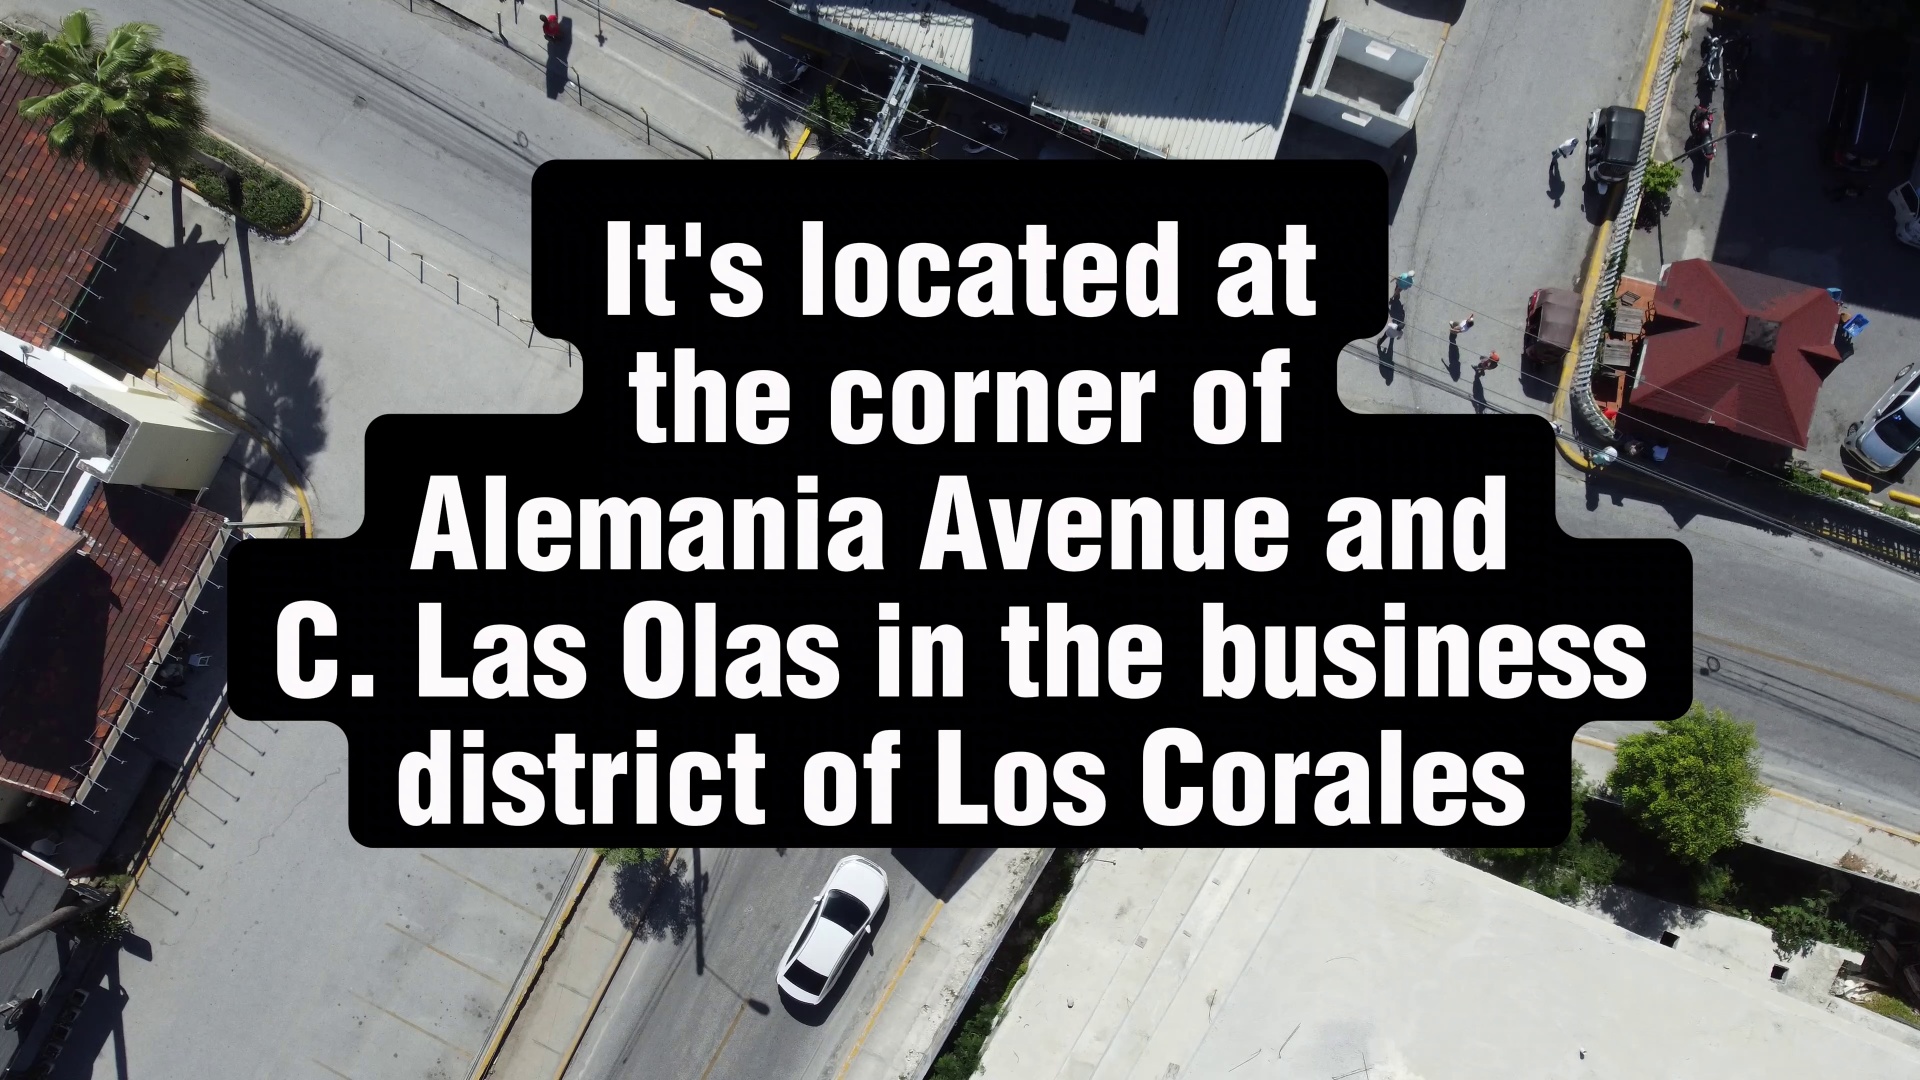 It's located at
the corner of
Alemania Avenue and
C. Las Olas in the business
district of Los Corales